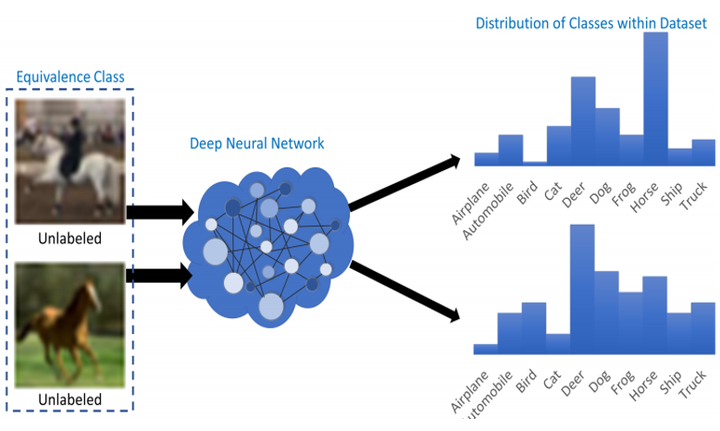 Distribution of Classes within Dataset
Equivalence Class
Deep Neural Network
Unlabeled
Unlabeled
Airplane
Automobile
Bird
Cat
Deer
Dog
Frog
Horse
Ship
Truck
Airplane
utomobile
Bird
Cat
Deer
Dog
Frog
Horse
Ship
Truck